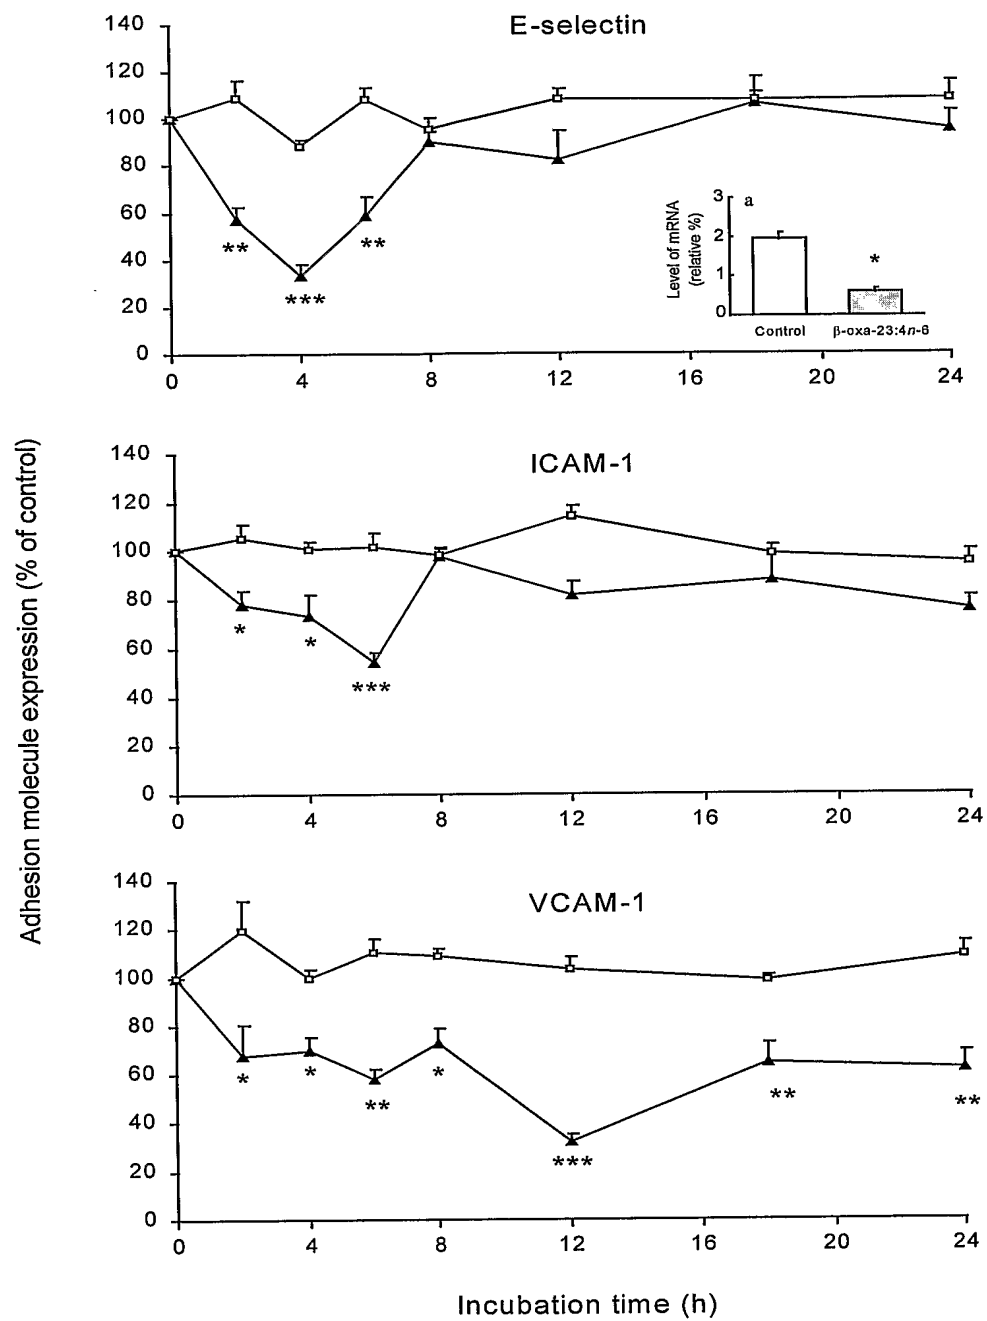 E-selectin
140
120
100
80
60
40
20
0
** *** **
0 4 8 12 16 20 24
a
Level of mRNA
(relative %)
3
2
1
0
*
Control β-oxa-23:4n-6
Adhesion molecule expression (% of control)
ICAM-1
140
120
100
80
60
40
20
0
* * ***
0 4 8 12 16 20 24
VCAM-1
140
120
100
80
60
40
20
0
* * ** * *** ** **
0 4 8 12 16 20 24
Incubation time (h)